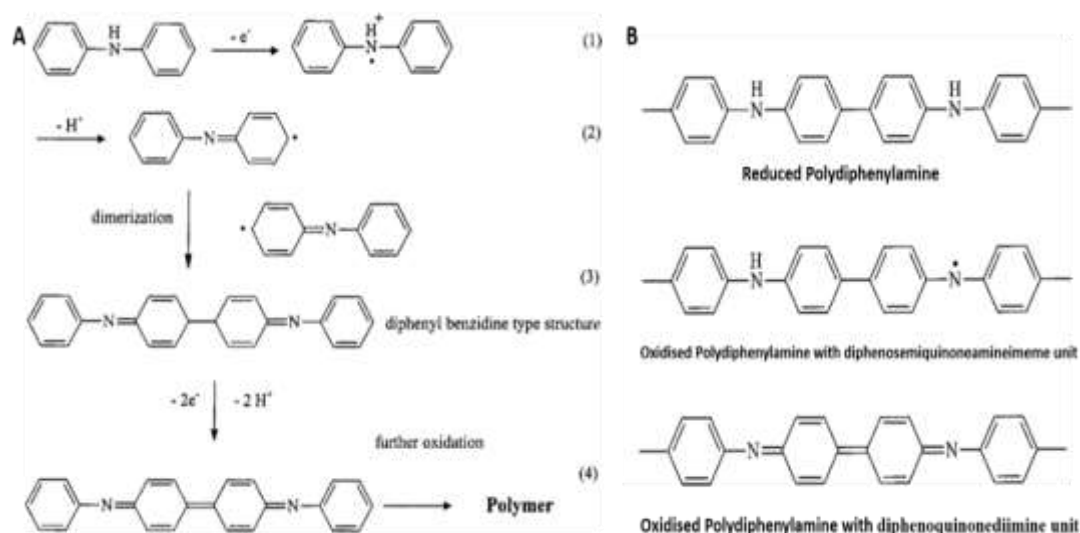 A
H
N
- e⁻
H⁺
N
•
(1)
- H⁺
N
•
(2)
dimerization
•
N
N
N
diphenyl benzidine type structure
(3)
- 2e⁻
- 2 H⁺
further oxidation
N
N
Polymer
(4)
B
H
N
H
N
Reduced Polydiphenylamine
H
N
•
N
Oxidised Polydiphenylamine with diphenosemiquinoneamineimeme unit
N
N
Oxidised Polydiphenylamine with diphenoquinonediimine unit